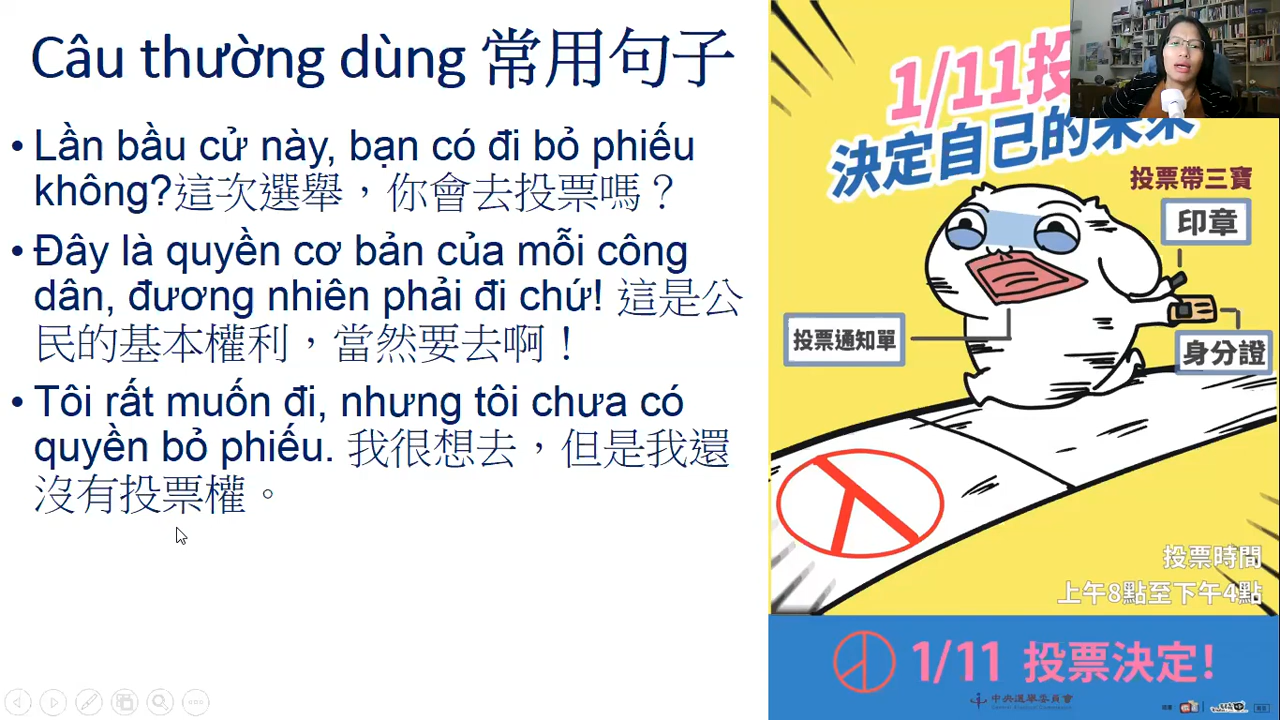 Câu thường dùng 常用句子
• Lần bầu cử này, bạn có đi bỏ phiếu
không?這次選舉，你會去投票嗎？
• Đây là quyền cơ bản của mỗi công
dân, đương nhiên phải đi chứ! 這是公
民的基本權利，當然要去啊！
• Tôi rất muốn đi, nhưng tôi chưa có
quyền bỏ phiếu. 我很想去，但是我還
沒有投票權。
1/11投
決定自己的未來
投票帶三寶
印章
投票通知單
身分證
投票時間
上午8點至下午4點
1/11 投票決定!
中央選舉委員會